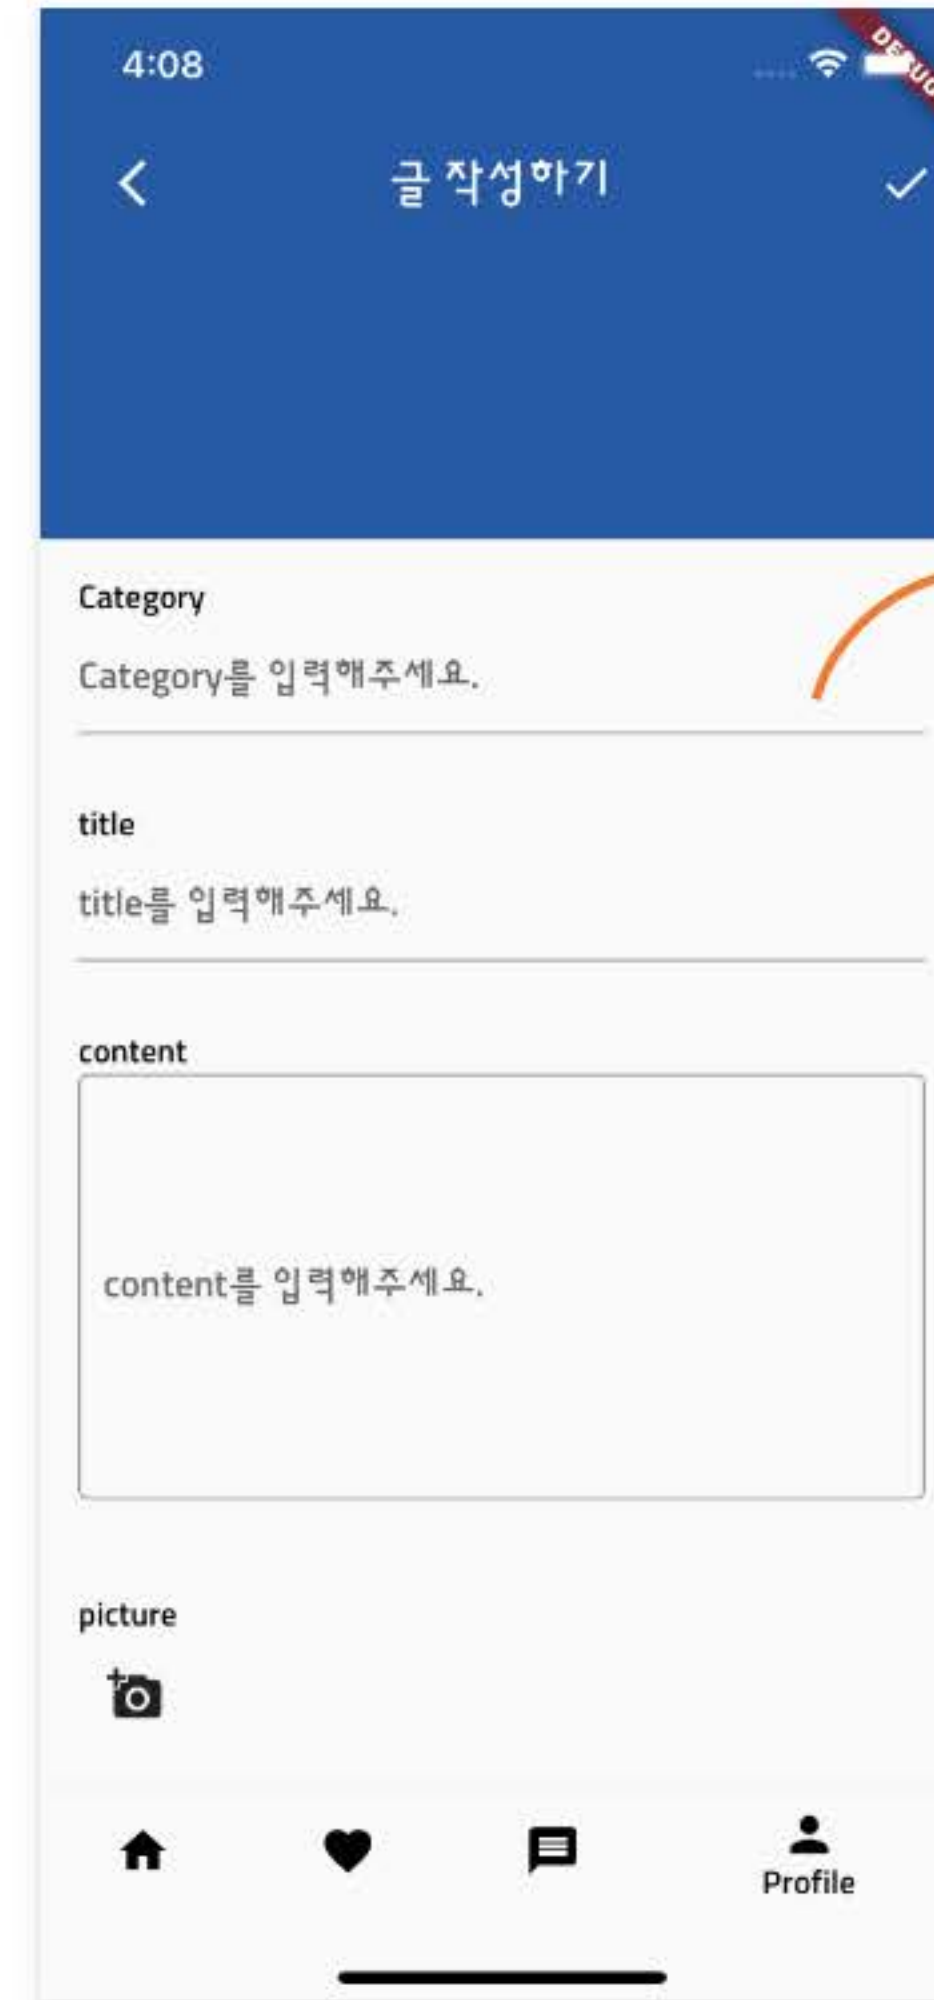 4:08
DEBUG
글 작성하기
Category
Category를 입력해주세요.
title
title를 입력해주세요.
content
content를 입력해주세요.
picture
Profile